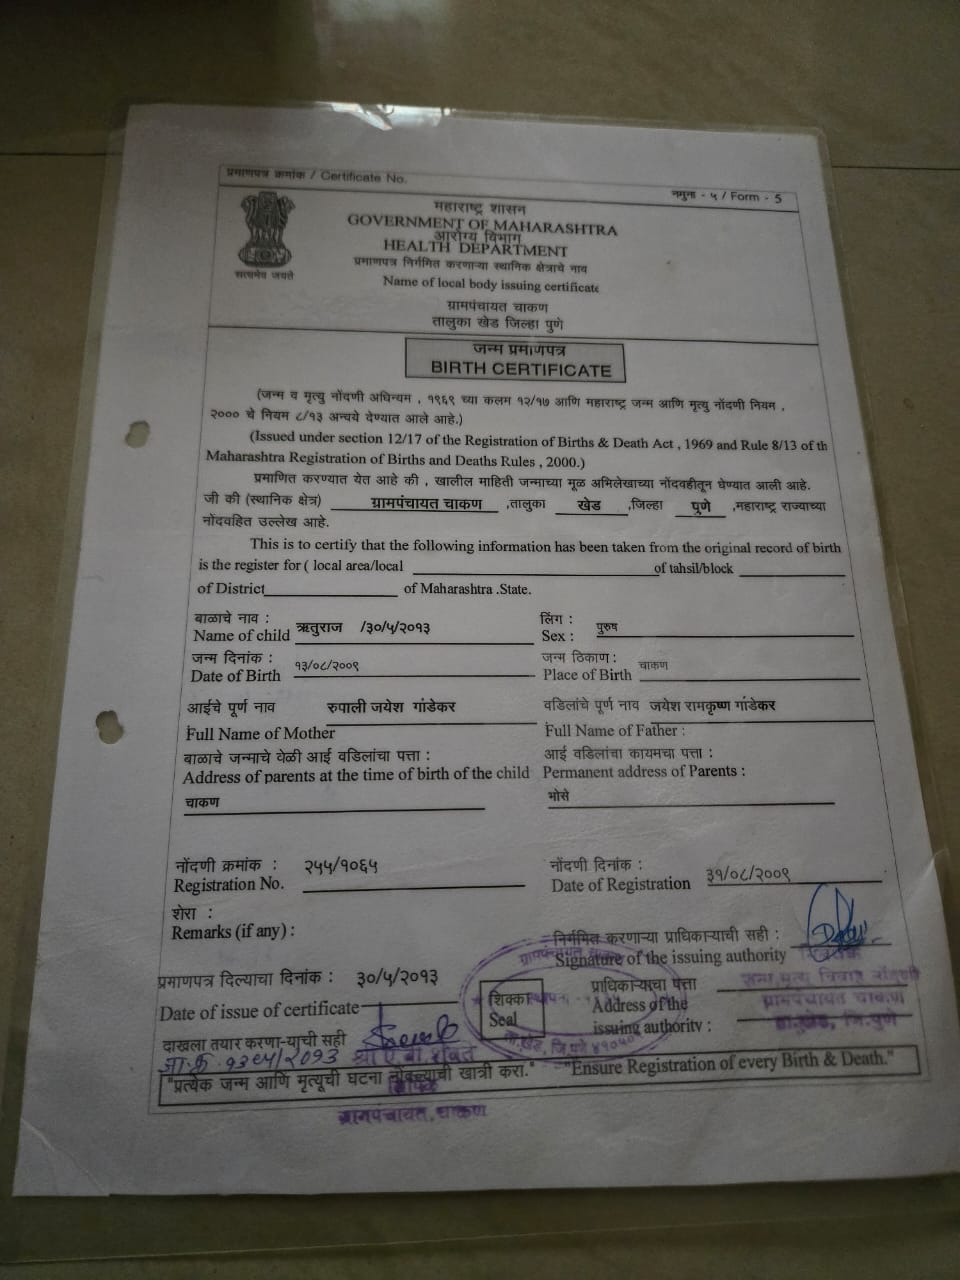 प्रमाणपत्र क्रमांक / Certificate No.
नमुना - ५ / Form - 5
सत्यमेव जयते
महाराष्ट्र शासन
GOVERNMENT OF MAHARASHTRA
आरोग्य विभाग
HEALTH DEPARTMENT
प्रमाणपत्र निर्गमित करणाऱ्या स्थानिक क्षेत्राचे नाव
Name of local body issuing certificate
ग्रामपंचायत चाकण
तालुका खेड जिल्हा पुणे
जन्म प्रमाणपत्र
BIRTH CERTIFICATE
(जन्म व मृत्यु नोंदणी अधिन्यम , १९६९ च्या कलम १२/१७ आणि महाराष्ट्र जन्म आणि मृत्यु नोंदणी नियम ,
२००० चे नियम ८/१३ अन्वये देण्यात आले आहे.)
(Issued under section 12/17 of the Registration of Births & Death Act , 1969 and Rule 8/13 of th
Maharashtra Registration of Births and Deaths Rules , 2000.)
प्रमाणित करण्यात येत आहे की , खालील माहिती जन्माच्या मूळ अभिलेखाच्या नोंदवहीतून घेण्यात आली आहे.
जी की (स्थानिक क्षेत्र) ग्रामपंचायत चाकण ,तालुका खेड ,जिल्हा पुणे ,महाराष्ट्र राज्याच्या
नोंदवहित उल्लेख आहे.
This is to certify that the following information has been taken from the original record of birth
is the register for ( local area/local of tahsil/block
of District of Maharashtra .State.
बाळाचे नाव : लिंग :
Name of child ऋतुराज /३०/५/२०१३ Sex : पुरुष
जन्म दिनांक : जन्म ठिकाण :
Date of Birth १३/०८/२००९ Place of Birth चाकण
आईचे पूर्ण नाव रुपाली जयेश गांडेकर वडिलांचे पूर्ण नाव जयेश रामकृष्ण गांडेकर
Full Name of Mother Full Name of Father :
बाळाचे जन्माचे वेळी आई वडिलांचा पत्ता : आई वडिलांचा कायमचा पत्ता :
Address of parents at the time of birth of the child Permanent address of Parents :
चाकण भोसे
नोंदणी क्रमांक : २५५/१०६५ नोंदणी दिनांक :
Registration No. Date of Registration ३१/०८/२००९
शेरा :
Remarks (if any) :
निर्गमित करणाऱ्या प्राधिकाऱ्याची सही :
Signature of the issuing authority
प्रमाणपत्र दिल्याचा दिनांक : ३०/५/२०१३ शिक्का प्राधिकाऱ्याचा पत्ता
Date of issue of certificate Seal Address of the
issuing authority :
जन्म मृत्यु नोंदणी
ग्रामपंचायत चाकण
ता.खेड, जि.पुणे
दाखला तयार करणा-याची सही
"प्रत्येक जन्म आणि मृत्यूची घटना नोंदल्याची खात्री करा." "Ensure Registration of every Birth & Death."
ग्रामपंचायत, चाकण